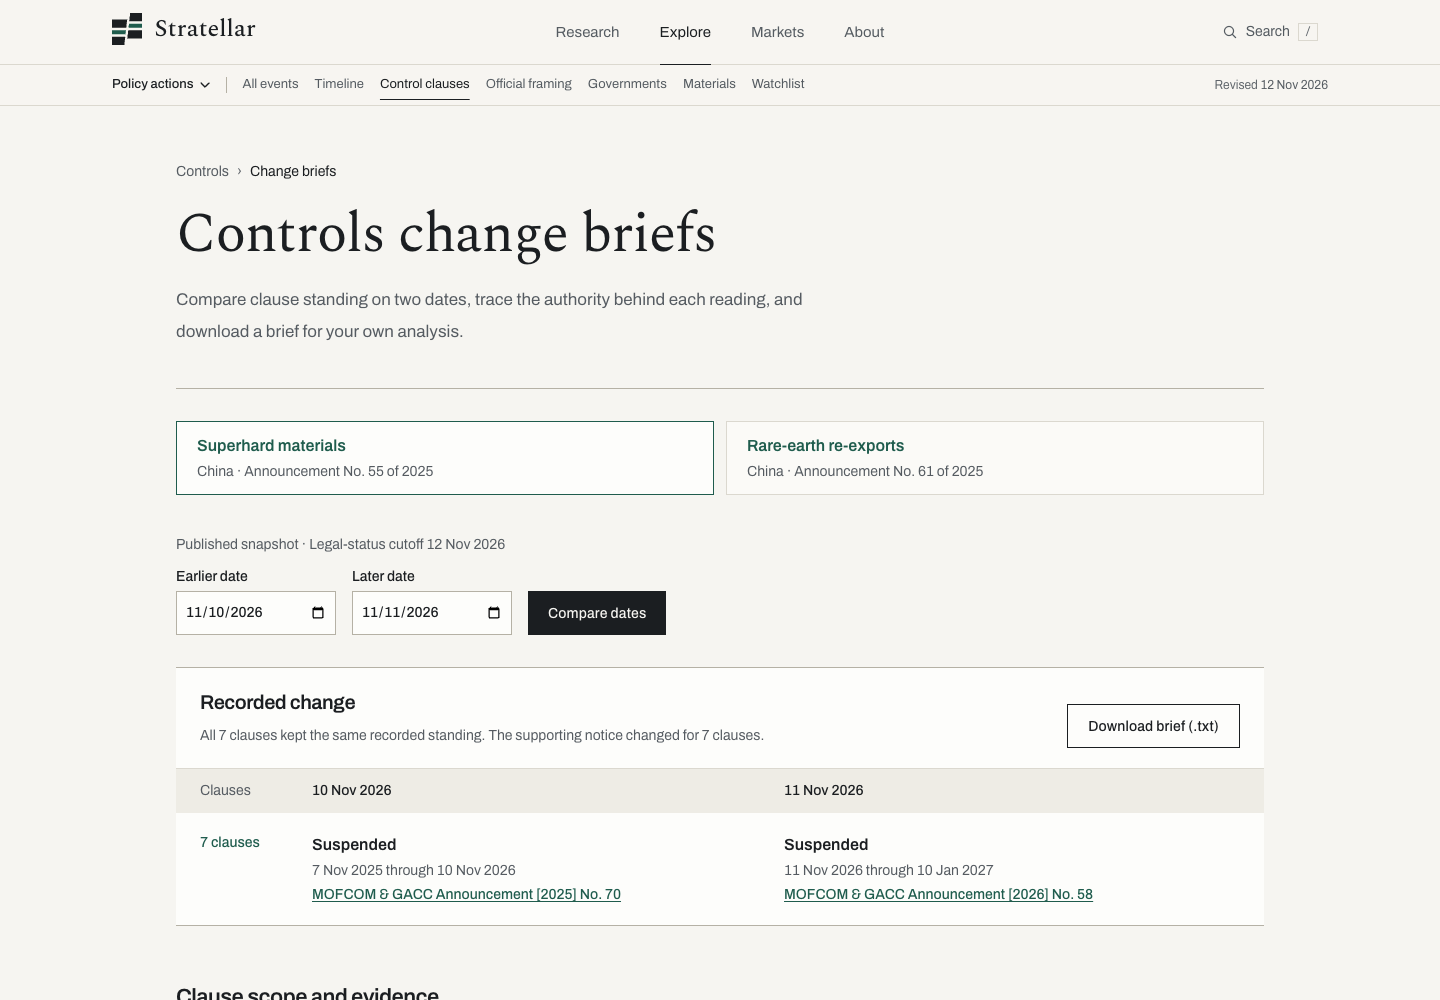 Stratellar
Research
Explore
Markets
About
Search /
Policy actions
All events
Timeline
Control clauses
Official framing
Governments
Materials
Watchlist
Revised 12 Nov 2026
Controls › Change briefs
Controls change briefs
Compare clause standing on two dates, trace the authority behind each reading, and
download a brief for your own analysis.
Superhard materials
China · Announcement No. 55 of 2025
Rare-earth re-exports
China · Announcement No. 61 of 2025
Published snapshot · Legal-status cutoff 12 Nov 2026
Earlier date
11/10/2026
Later date
11/11/2026
Compare dates
Recorded change
All 7 clauses kept the same recorded standing. The supporting notice changed for 7 clauses.
Download brief (.txt)
Clauses
10 Nov 2026
11 Nov 2026
7 clauses
Suspended
7 Nov 2025 through 10 Nov 2026
MOFCOM & GACC Announcement [2025] No. 70
Suspended
11 Nov 2026 through 10 Jan 2027
MOFCOM & GACC Announcement [2026] No. 58
Clause scope and evidence